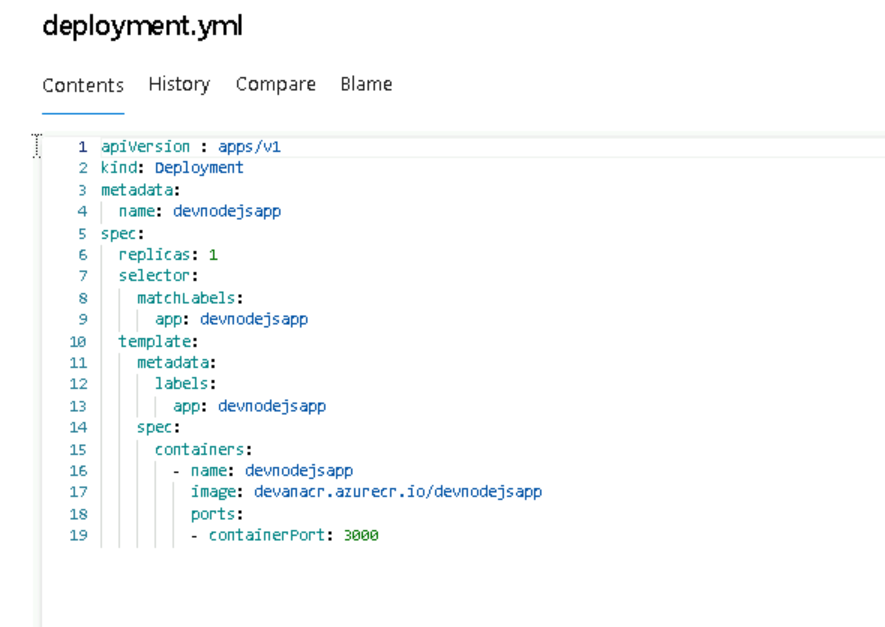 deployment.yml
Contents History Compare Blame
1 apiVersion : apps/v1
2 kind: Deployment
3 metadata:
4 name: devnodejsapp
5 spec:
6 replicas: 1
7 selector:
8 matchLabels:
9 app: devnodejsapp
10 template:
11 metadata:
12 labels:
13 app: devnodejsapp
14 spec:
15 containers:
16 - name: devnodejsapp
17 image: devanacr.azurecr.io/devnodejsapp
18 ports:
19 - containerPort: 3000